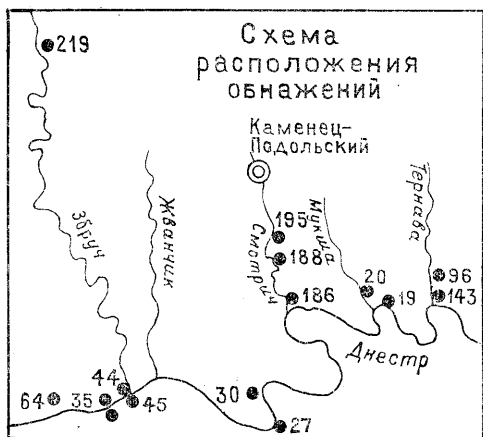 Схема
расположения
обнажений
219
Каменец-
Подольский
Збруч
Жванчик
Смотрич
Мукша
Тернава
195
188
186
20
19
96
143
Днестр
44
64
35
45
30
27